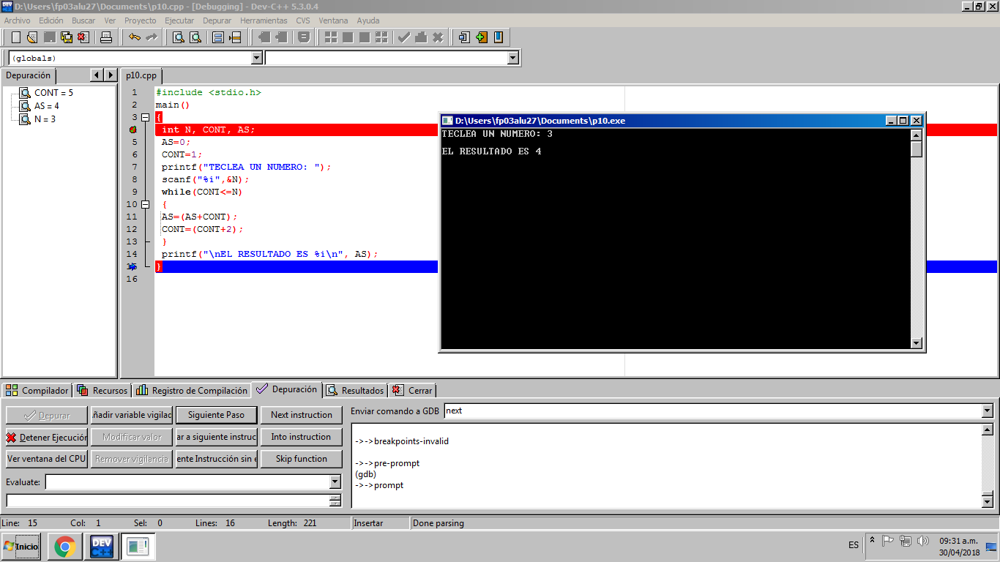 D:\Users\fp03alu27\Documents\p10.cpp - [Debugging] - Dev-C++ 5.3.0.4
Archivo Edición Buscar Ver Proyecto Ejecutar Depurar Herramientas CVS Ventana Ayuda
(globals)
Depuración
p10.cpp
CONT = 5
AS = 4
N = 3
1 #include <stdio.h>
2 main()
3 {
int N, CONT, AS;
5 AS=0;
6 CONT=1;
7 printf("TECLEA UN NUMERO: ");
8 scanf("%i",&N);
9 while(CONT<=N)
10 {
11 AS=(AS+CONT);
12 CONT=(CONT+2);
13 }
14 printf("\nEL RESULTADO ES %i\n", AS);
15 }
16
D:\Users\fp03alu27\Documents\p10.exe
TECLEA UN NUMERO: 3
EL RESULTADO ES 4
Compilador Recursos Registro de Compilación Depuración Resultados Cerrar
Depurar ñadir variable vigilac Siguiente Paso Next instruction
Detener Ejecución Modificar valor ar a siguiente instruc Into instruction
Ver ventana del CPU Remover vigilancia ente Instrucción sin e Skip function
Evaluate:
Enviar comando a GDB next
->->breakpoints-invalid
->->pre-prompt
(gdb)
->->prompt
Line: 15 Col: 1 Sel: 0 Lines: 16 Length: 221 Insertar Done parsing
Inicio
DEV C++
ES
09:31 a.m.
30/04/2018